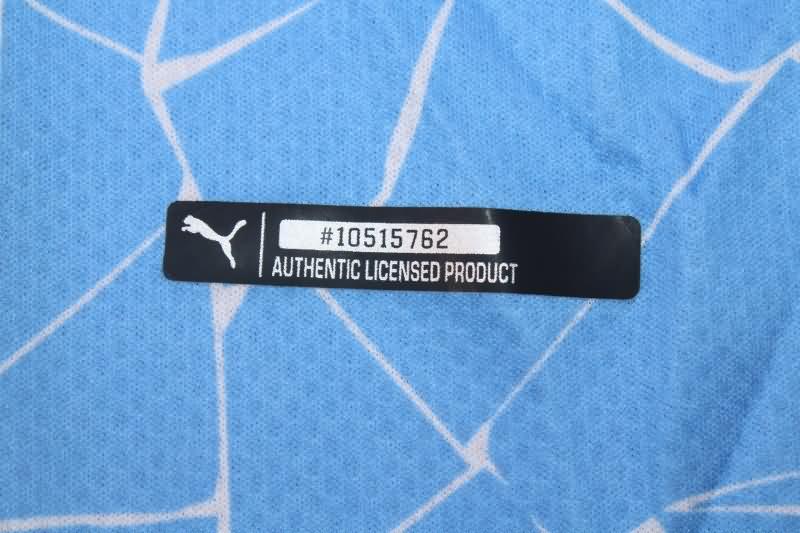 #10515762
AUTHENTIC LICENSED PRODUCT